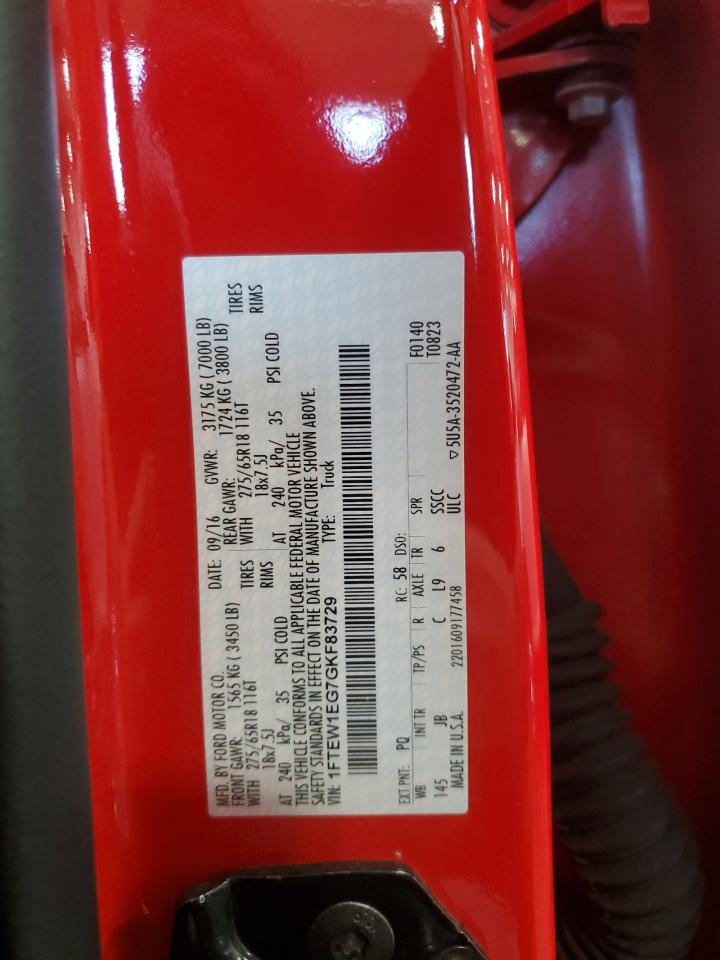 MFD. BY FORD MOTOR CO. DATE: 09/16 GVWR: 3175 KG ( 7000 LB)
FRONT GAWR: 1565 KG ( 3450 LB) REAR GAWR: 1724 KG ( 3800 LB)
WITH 275/65R18 116T TIRES WITH 275/65R18 116T TIRES
18x7.5J RIMS 18x7.5J RIMS
AT 240 kPa/ 35 PSI COLD AT 240 kPa/ 35 PSI COLD
THIS VEHICLE CONFORMS TO ALL APPLICABLE FEDERAL MOTOR VEHICLE
SAFETY STANDARDS IN EFFECT ON THE DATE OF MANUFACTURE SHOWN ABOVE.
VIN: 1FTEW1EG7GKF83729 TYPE: Truck
EXT PNT: PQ RC: 58 DSO: F0140
WB INT TR TP/PS R AXLE TR SPR T0823
145 JB C L9 6 SSCC
MADE IN U.S.A. 2201609177458 ULC ▽5U5A-3520472-AA